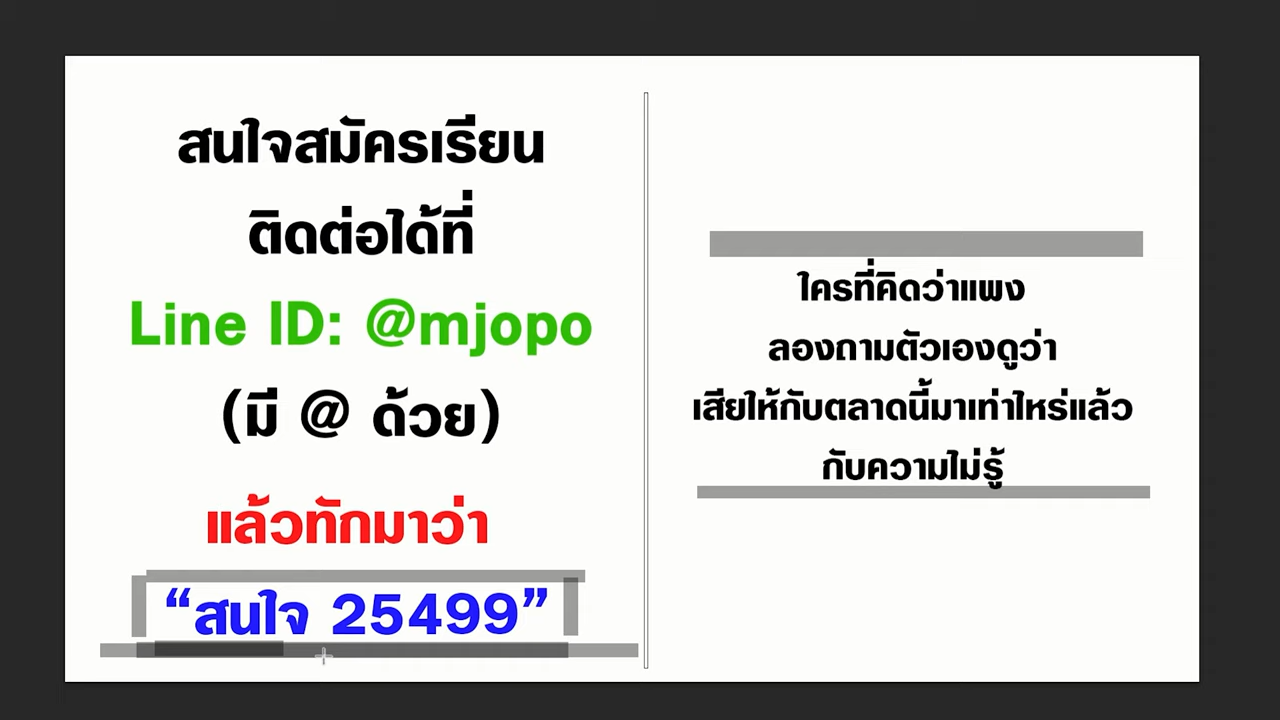 สนใจสมัครเรียน
ติดต่อได้ที่
Line ID: @mjopo
(มี @ ด้วย)
แล้วทักมาว่า
“สนใจ 25499”
ใครที่คิดว่าแพง
ลองถามตัวเองดูว่า
เสียให้กับตลาดนี้มาเท่าไหร่แล้ว
กับความไม่รู้